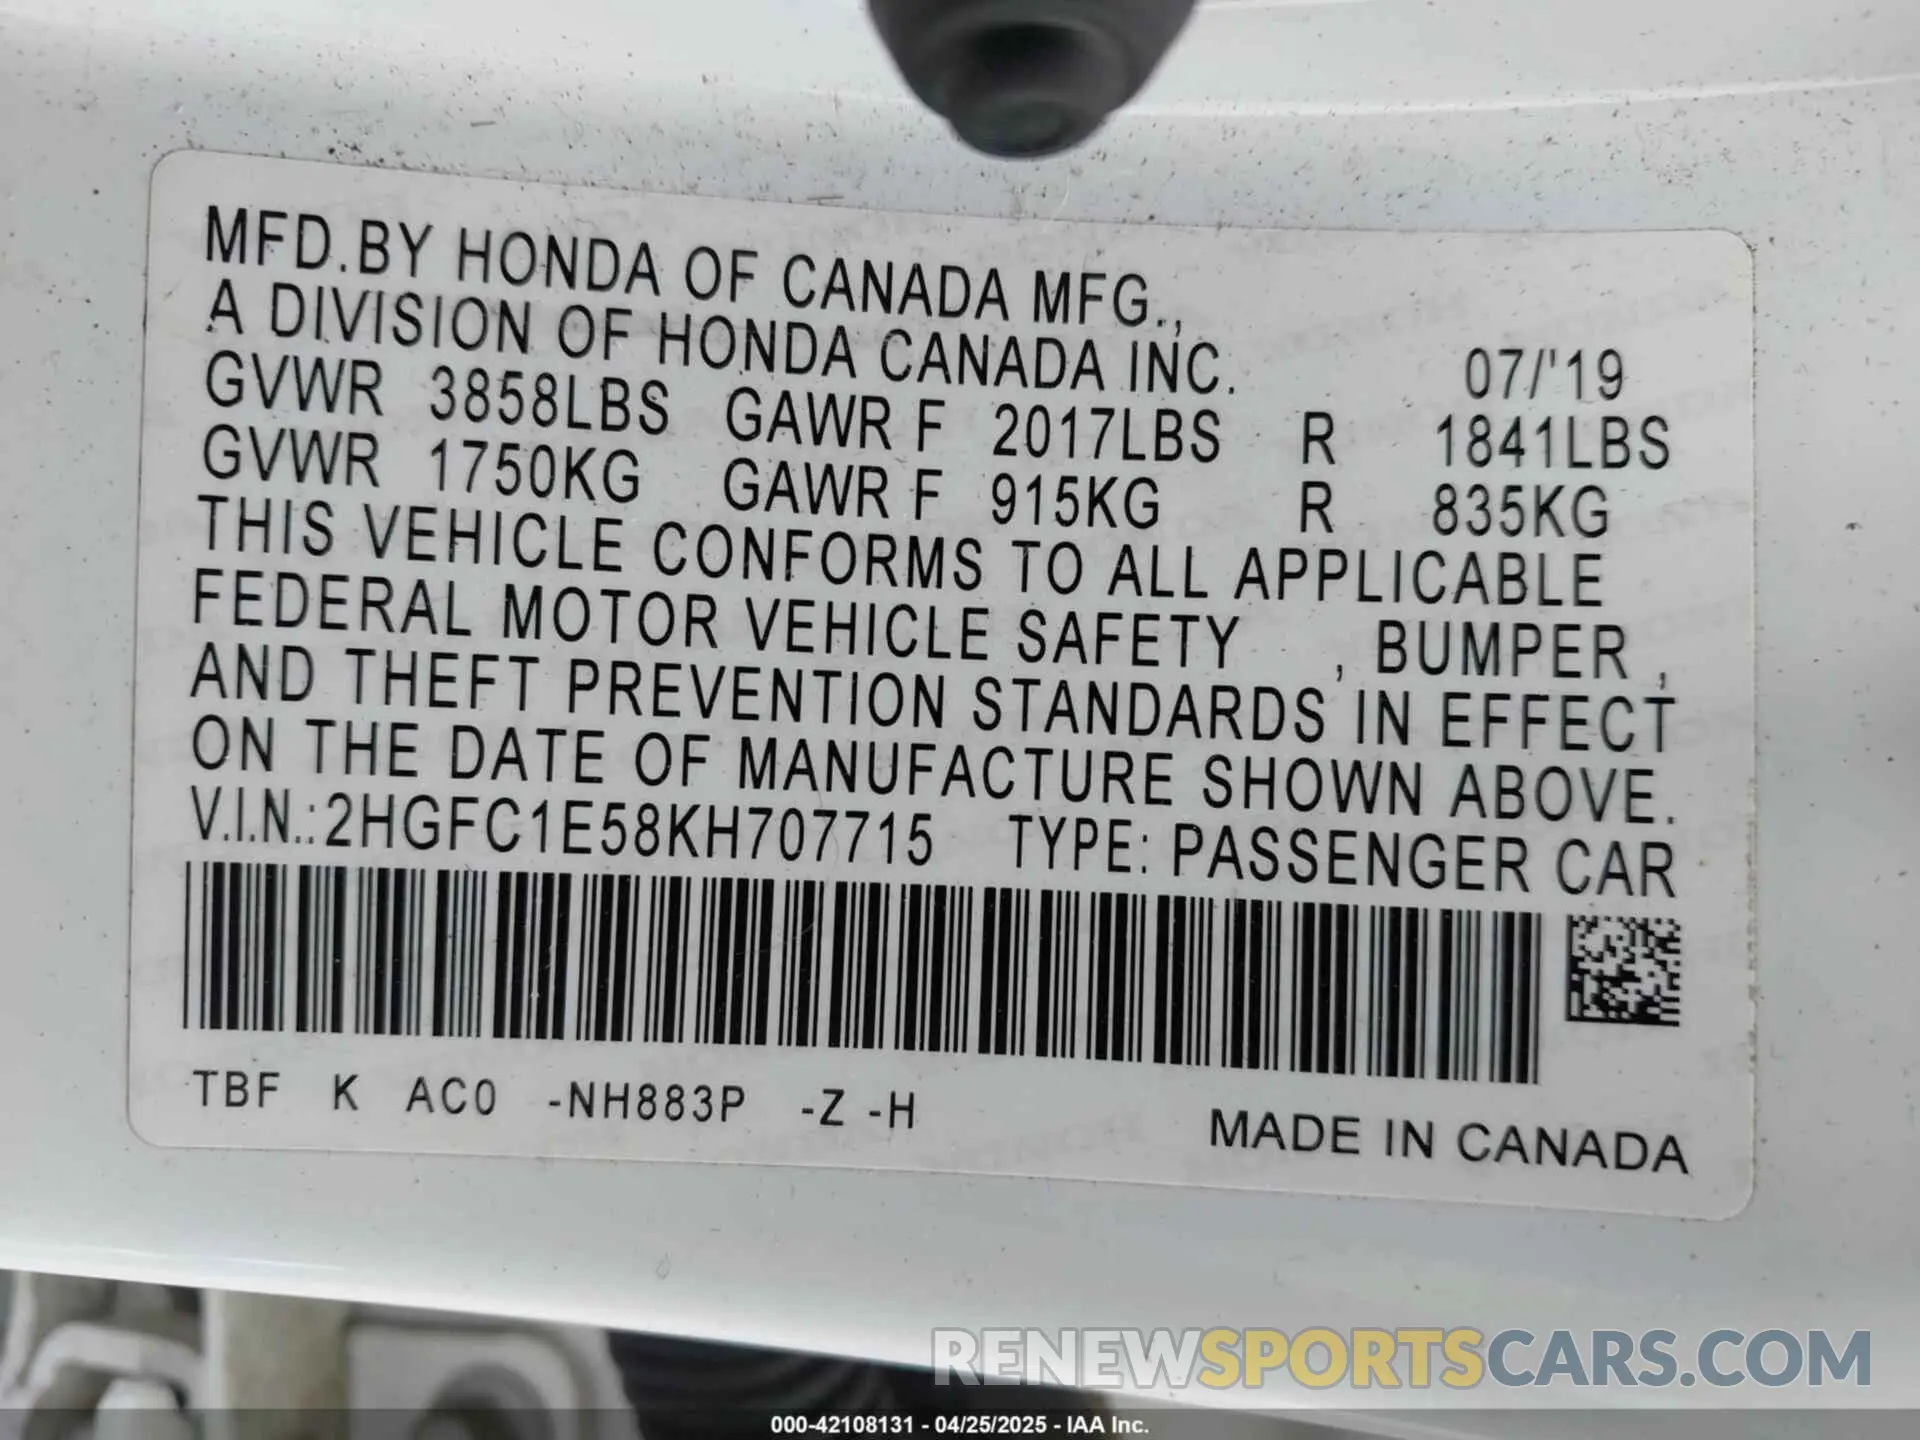 MFD.BY HONDA OF CANADA MFG.,
A DIVISION OF HONDA CANADA INC. 07/'19
GVWR 3858LBS GAWR F 2017LBS R 1841LBS
GVWR 1750KG GAWR F 915KG R 835KG
THIS VEHICLE CONFORMS TO ALL APPLICABLE
FEDERAL MOTOR VEHICLE SAFETY , BUMPER ,
AND THEFT PREVENTION STANDARDS IN EFFECT
ON THE DATE OF MANUFACTURE SHOWN ABOVE.
V.I.N.:2HGFC1E58KH707715 TYPE: PASSENGER CAR
TBF K AC0 -NH883P -Z -H
MADE IN CANADA
RENEWSPORTSCARS.COM
000-42108131 - 04/25/2025 - IAA Inc.